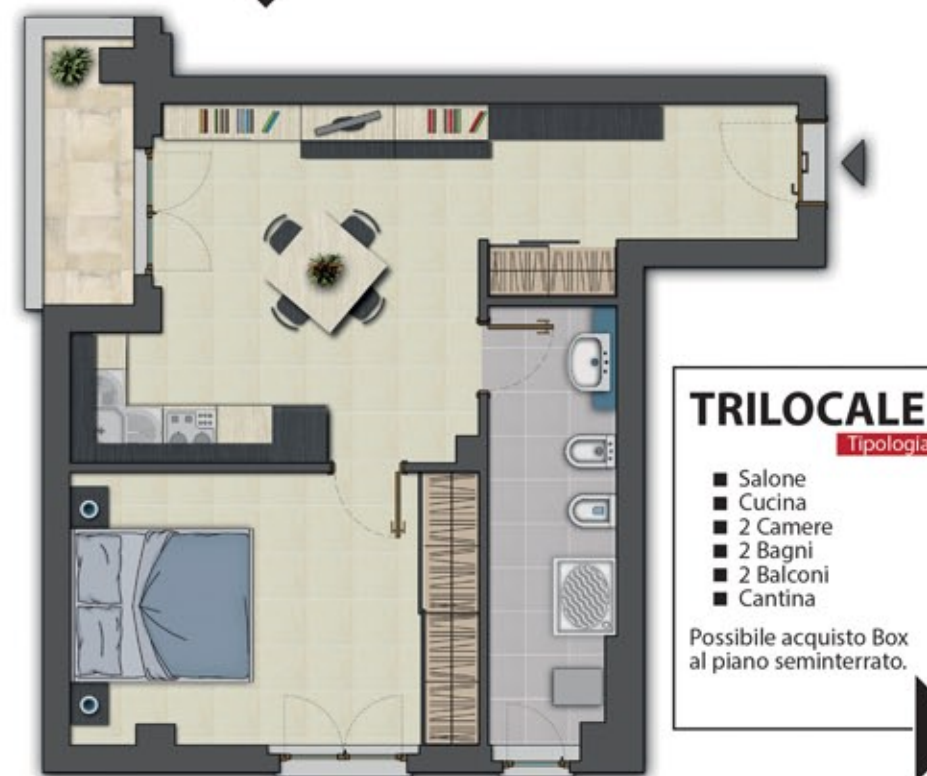 TRILOCALE
Tipologia
■ Salone
■ Cucina
■ 2 Camere
■ 2 Bagni
■ 2 Balconi
■ Cantina
Possibile acquisto Box
al piano seminterrato.